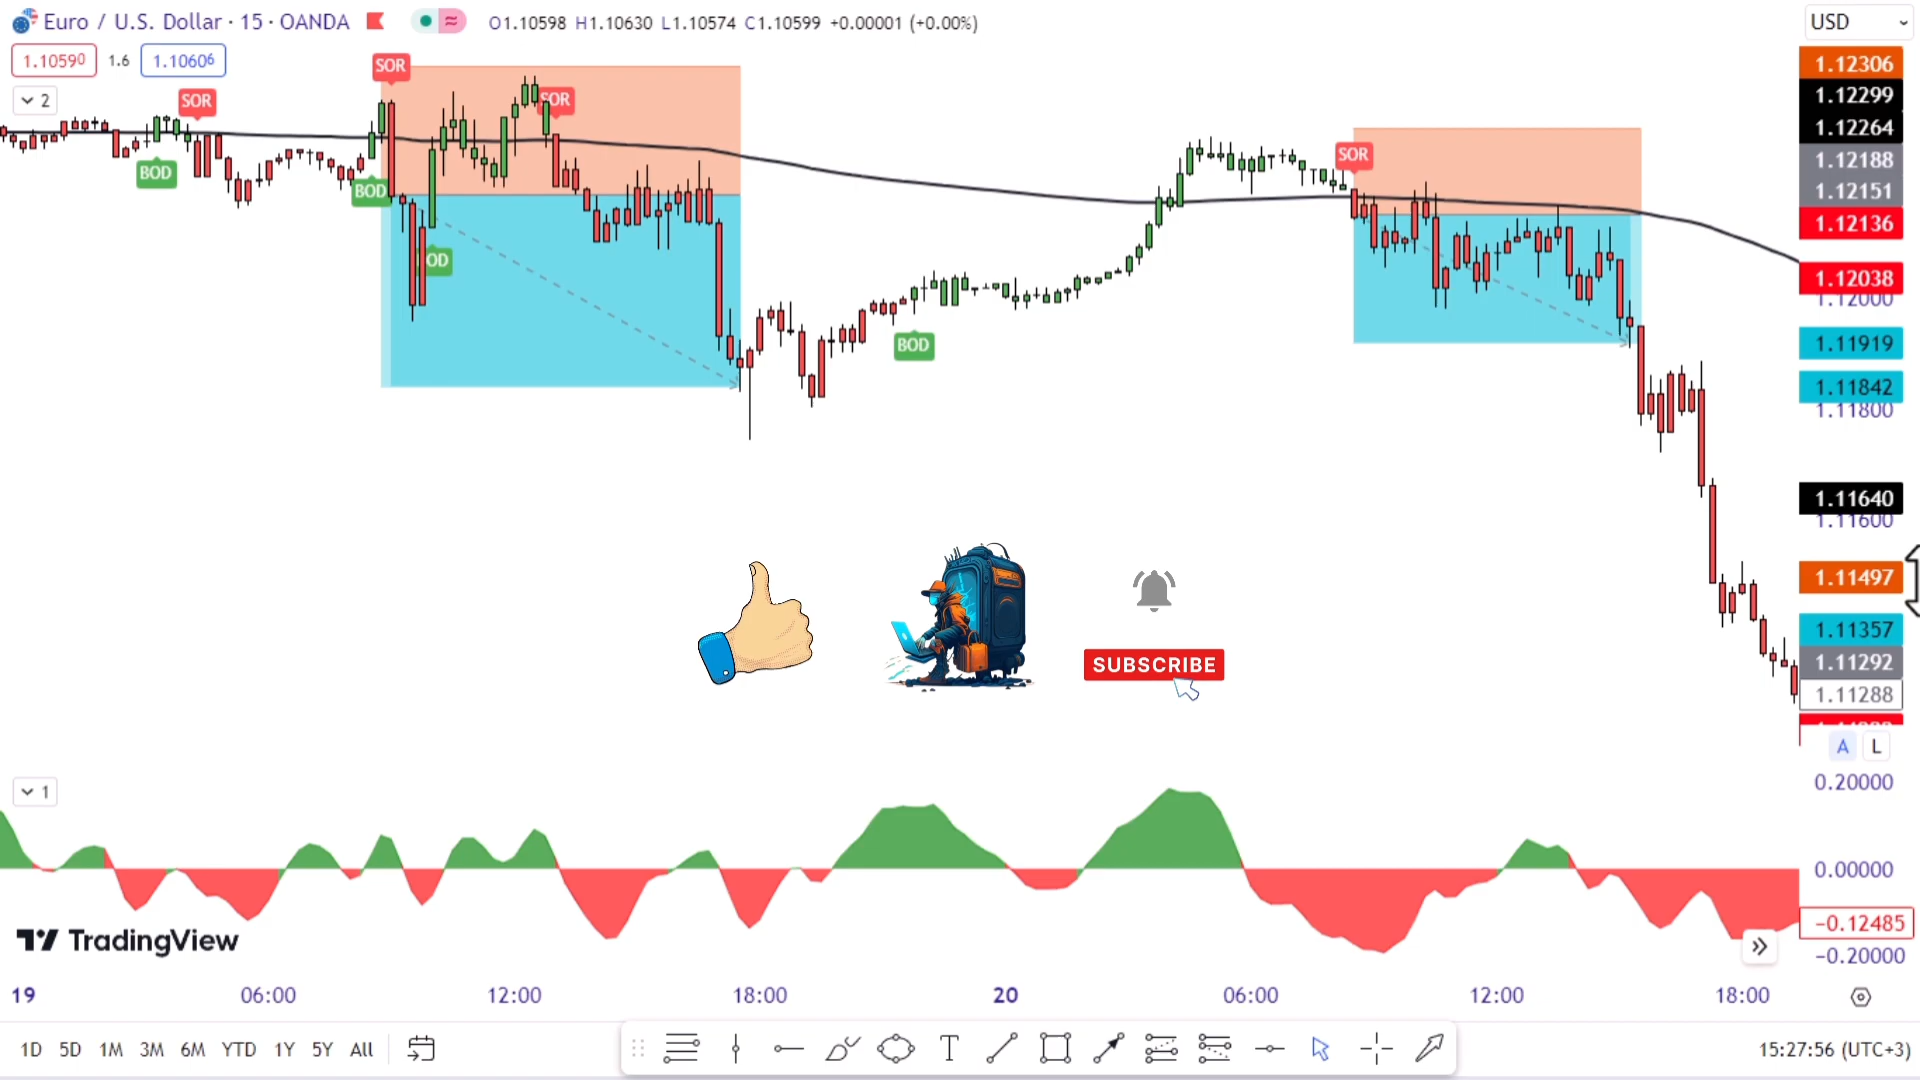 Euro / U.S. Dollar · 15 · OANDA
O1.10598 H1.10630 L1.10574 C1.10599 +0.00001 (+0.00%)
USD
1.10590 1.6 1.10606
2
SOR
SOR
SOR
SOR
BOD
BOD
OD
BOD
1.12306
1.12299
1.12264
1.12188
1.12151
1.12136
1.12038
1.12000
1.11919
1.11842
1.11800
1.11640
1.11600
1.11497
1.11357
1.11292
1.11288
A L
SUBSCRIBE
1
0.20000
0.00000
−0.12485
−0.20000
TradingView
19 06:00 12:00 18:00 20 06:00 12:00 18:00
1D 5D 1M 3M 6M YTD 1Y 5Y All
T
15:27:56 (UTC+3)